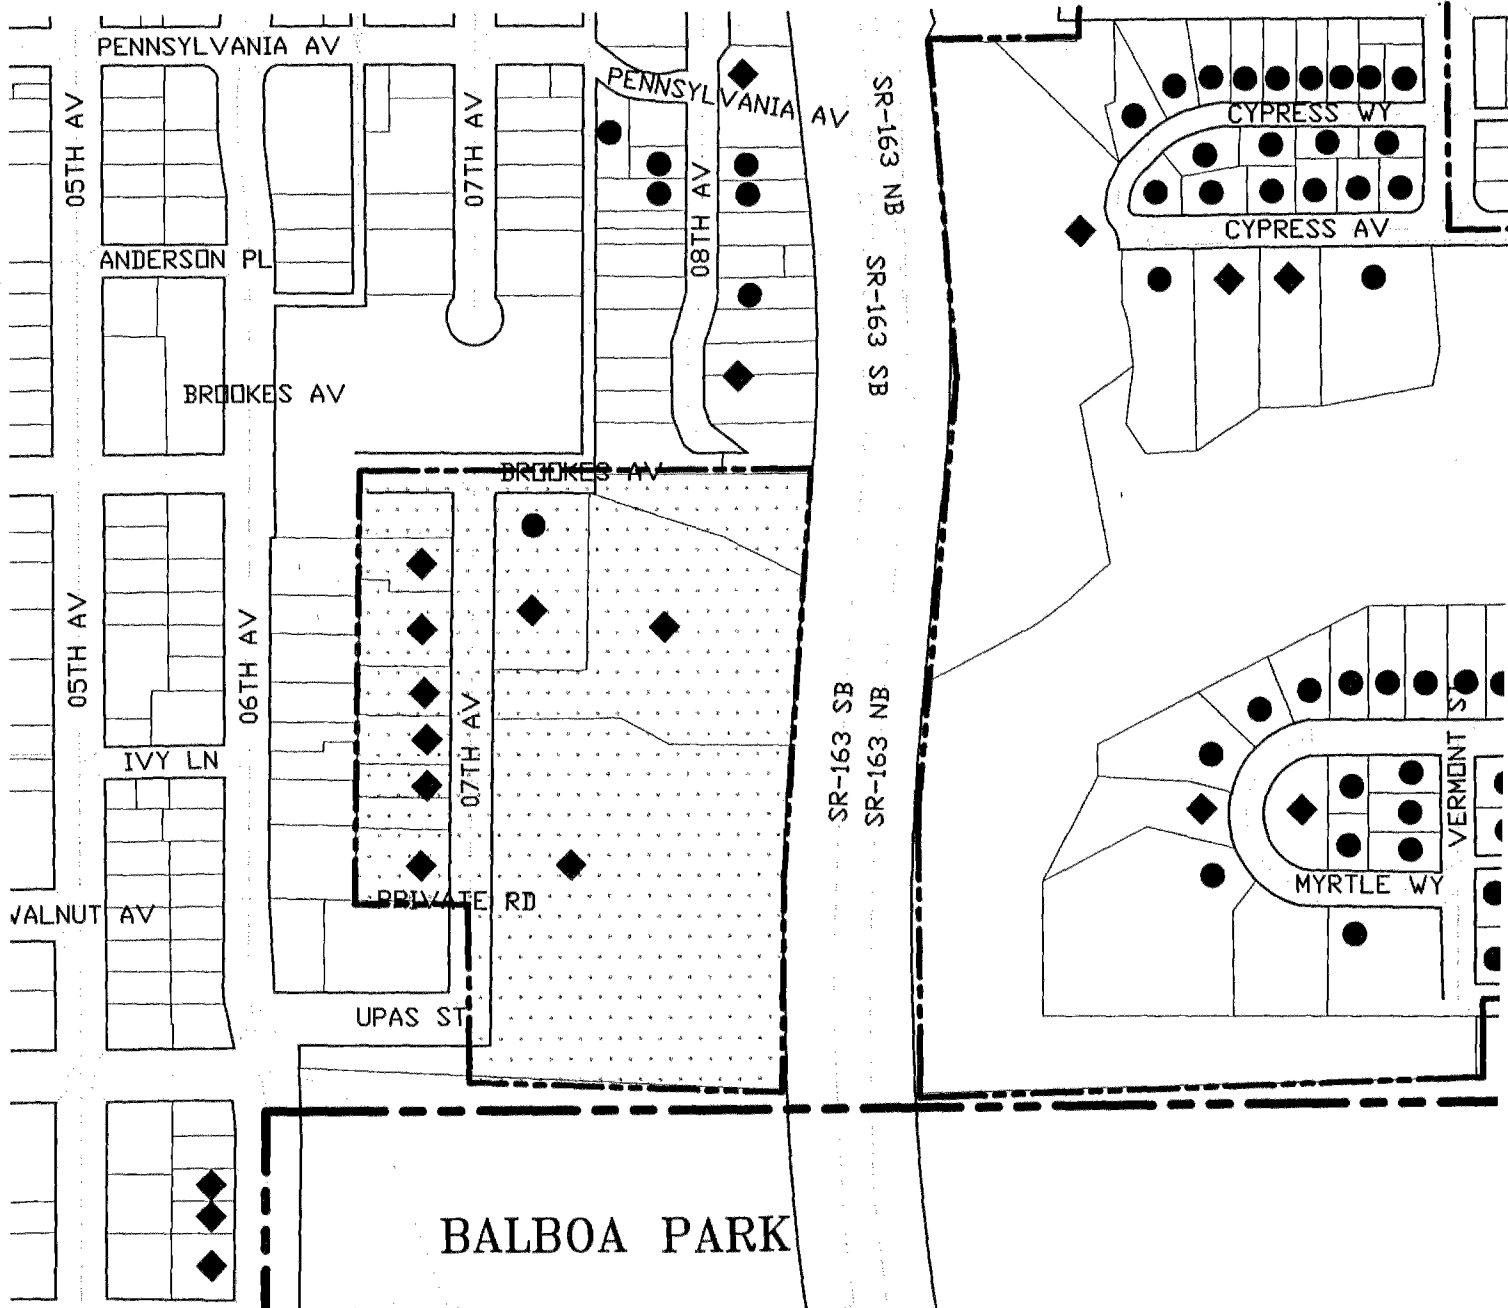 PENNSYLVANIA AV
PENNSYLVANIA AV
05TH AV
07TH AV
08TH AV
SR-163 NB
CYPRESS WY
CYPRESS AV
ANDERSON PL
SR-163 SB
BROOKES AV
BROOKES AV
05TH AV
06TH AV
07TH AV
SR-163 SB
SR-163 NB
VERMONT ST
IVY LN
MYRTLE WY
WALNUT AV
PRIVATE RD
UPAS ST
BALBOA PARK